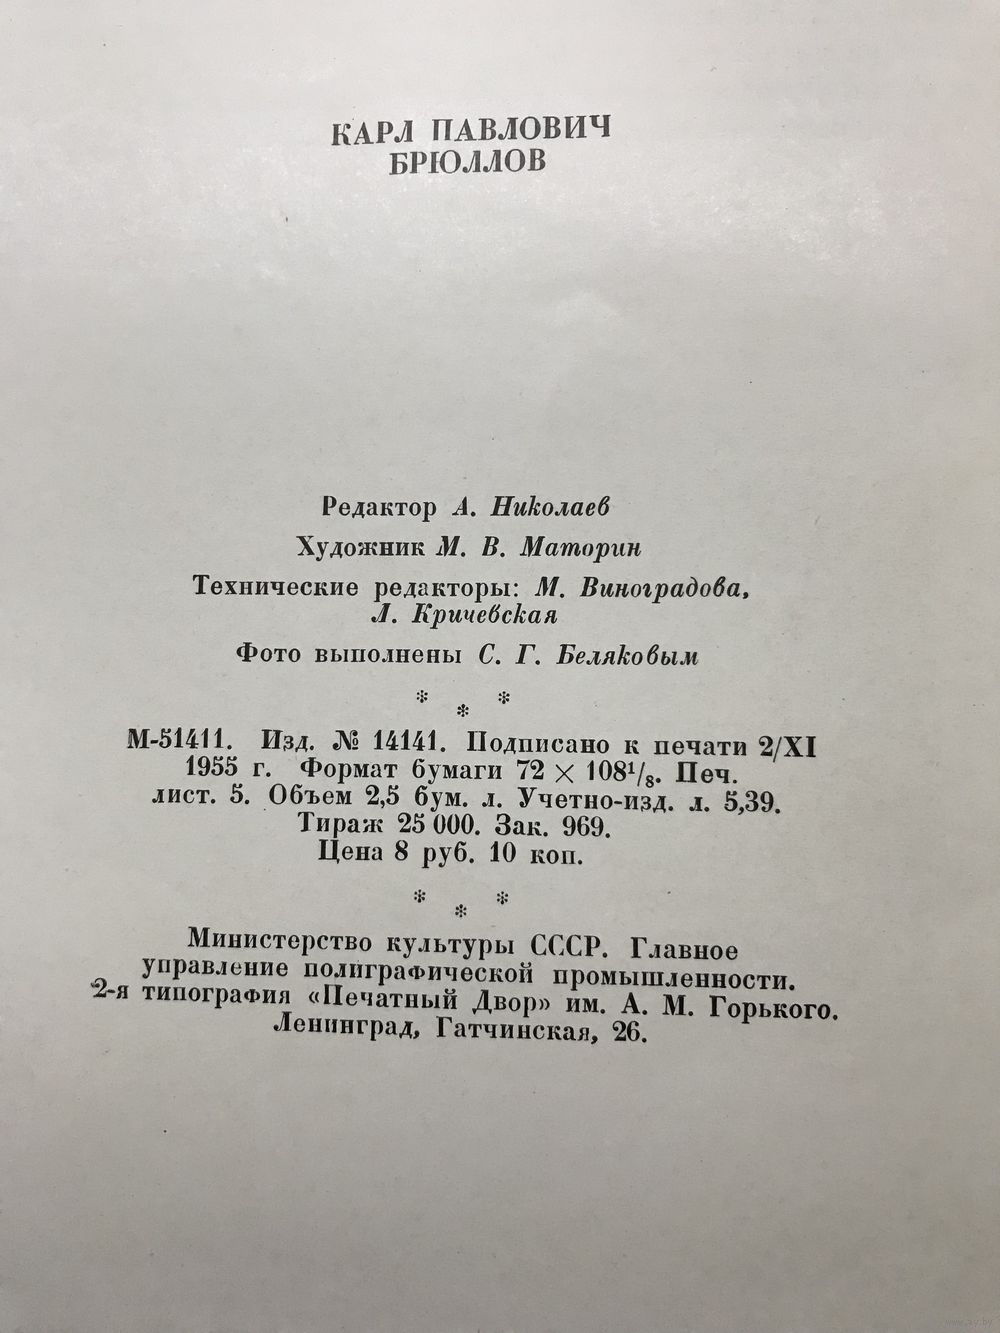 КАРЛ ПАВЛОВИЧ
БРЮЛЛОВ
Редактор А. Николаев
Художник М. В. Маторин
Технические редакторы: М. Виноградова,
Л. Кричевская
Фото выполнены С. Г. Беляковым
* * *
М-51411. Изд. № 14141. Подписано к печати 2/XI
1955 г. Формат бумаги 72 × 108¹/₈. Печ.
лист. 5. Объем 2,5 бум. л. Учетно-изд. л. 5,39.
Тираж 25 000. Зак. 969.
Цена 8 руб. 10 коп.
* * *
Министерство культуры СССР. Главное
управление полиграфической промышленности.
2-я типография «Печатный Двор» им. А. М. Горького.
Ленинград, Гатчинская, 26.